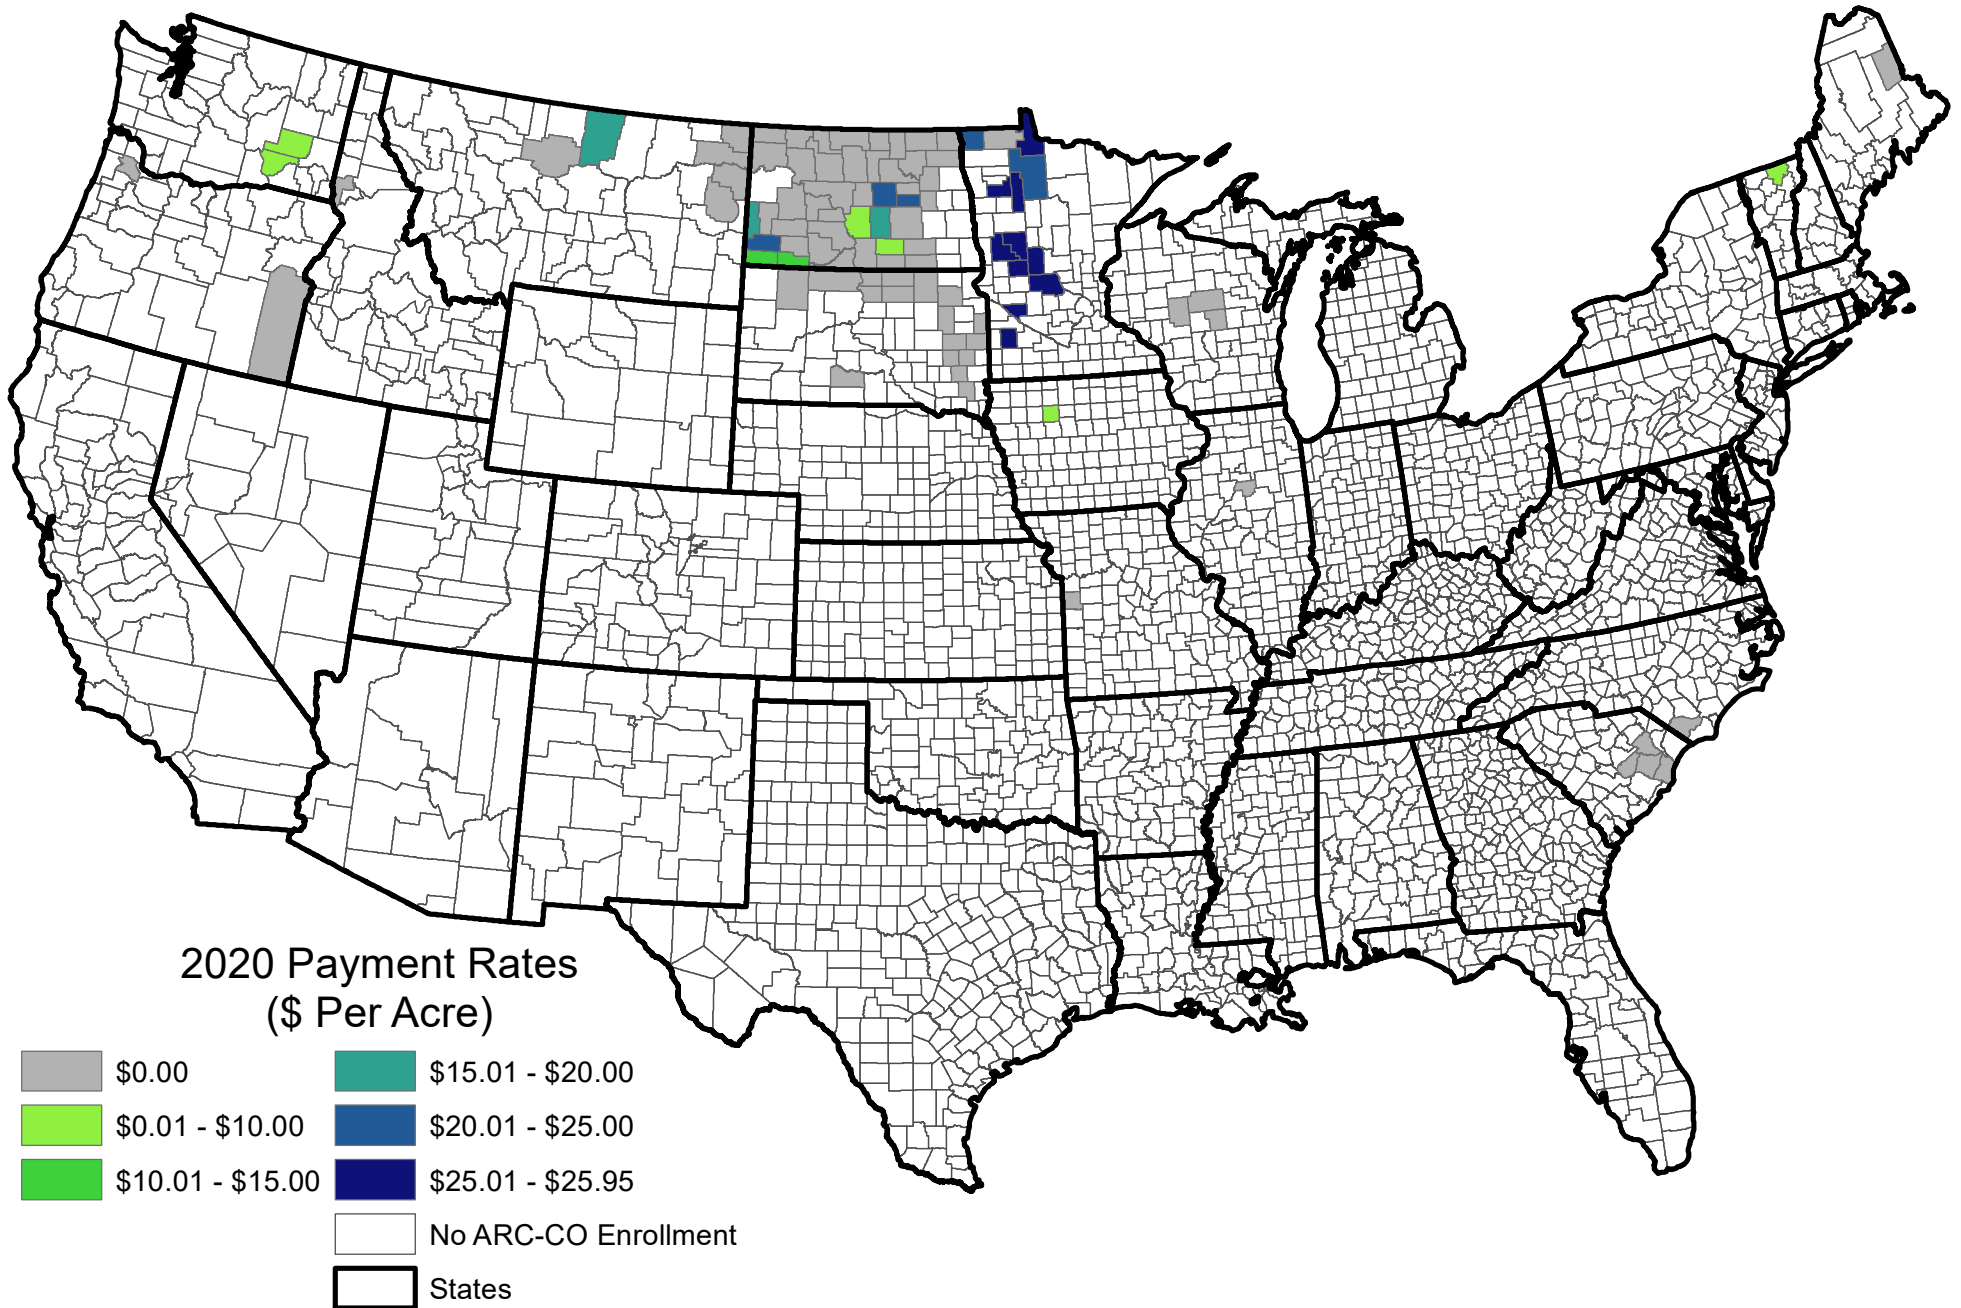 2020 Payment Rates
($ Per Acre)
$0.00
$0.01 - $10.00
$10.01 - $15.00
$15.01 - $20.00
$20.01 - $25.00
$25.01 - $25.95
No ARC-CO Enrollment
States